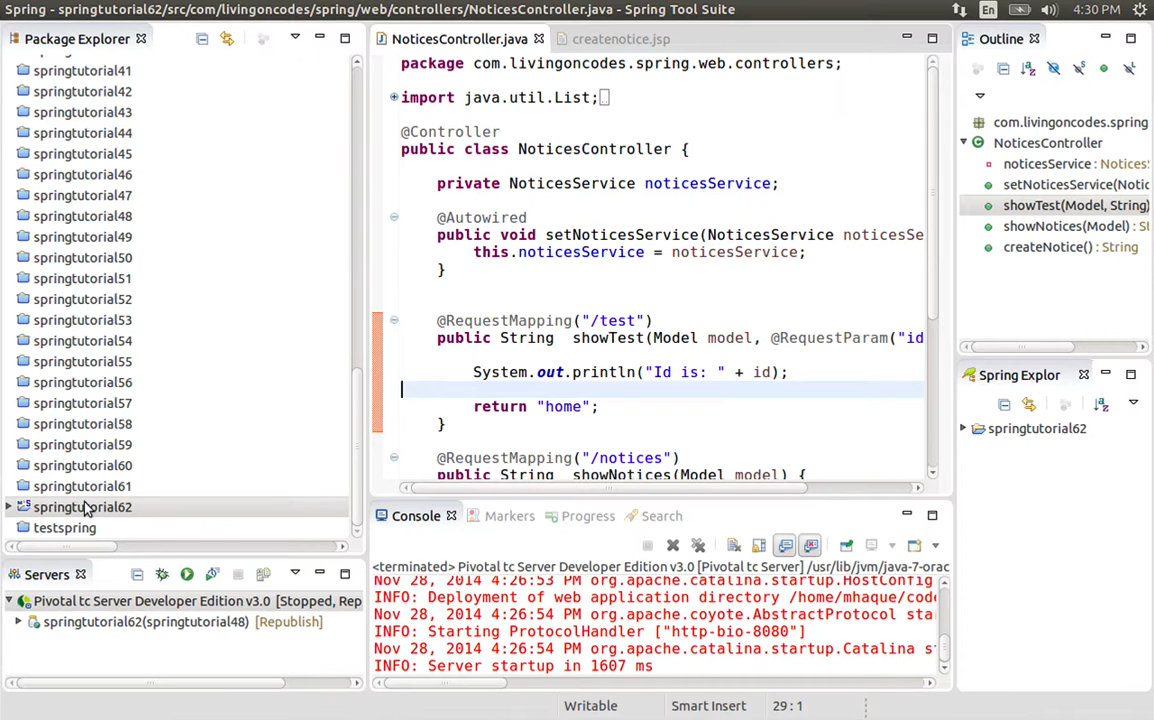 Spring - springtutorial62/src/com/livingoncodes/spring/web/controllers/NoticesController.java - Spring Tool Suite
En
4:30 PM
Package Explorer
springtutorial41
springtutorial42
springtutorial43
springtutorial44
springtutorial45
springtutorial46
springtutorial47
springtutorial48
springtutorial49
springtutorial50
springtutorial51
springtutorial52
springtutorial53
springtutorial54
springtutorial55
springtutorial56
springtutorial57
springtutorial58
springtutorial59
springtutorial60
springtutorial61
springtutorial62
testspring
Servers
Pivotal tc Server Developer Edition v3.0 [Stopped, Rep
springtutorial62(springtutorial48) [Republish]
NoticesController.java
createnotice.jsp
package com.livingoncodes.spring.web.controllers;
import java.util.List;
@Controller
public class NoticesController {
private NoticesService noticesService;
@Autowired
public void setNoticesService(NoticesService noticesSe
this.noticesService = noticesService;
}
@RequestMapping("/test")
public String showTest(Model model, @RequestParam("id
System.out.println("Id is: " + id);
return "home";
}
@RequestMapping("/notices")
public String showNotices(Model model) {
Console
Markers
Progress
Search
<terminated> Pivotal tc Server Developer Edition v3.0 [Pivotal tc Server] /usr/lib/jvm/java-7-orac
Nov 28, 2014 4:26:53 PM org.apache.catalina.startup.HostConfig
INFO: Deployment of web application directory /home/mhaque/code
Nov 28, 2014 4:26:54 PM org.apache.coyote.AbstractProtocol star
INFO: Starting ProtocolHandler ["http-bio-8080"]
Nov 28, 2014 4:26:54 PM org.apache.catalina.startup.Catalina st
INFO: Server startup in 1607 ms
Outline
com.livingoncodes.spring
NoticesController
noticesService : Notices
setNoticesService(Notic
showTest(Model, String)
showNotices(Model) : St
createNotice() : String
Spring Explor
springtutorial62
Writable
Smart Insert
29 : 1